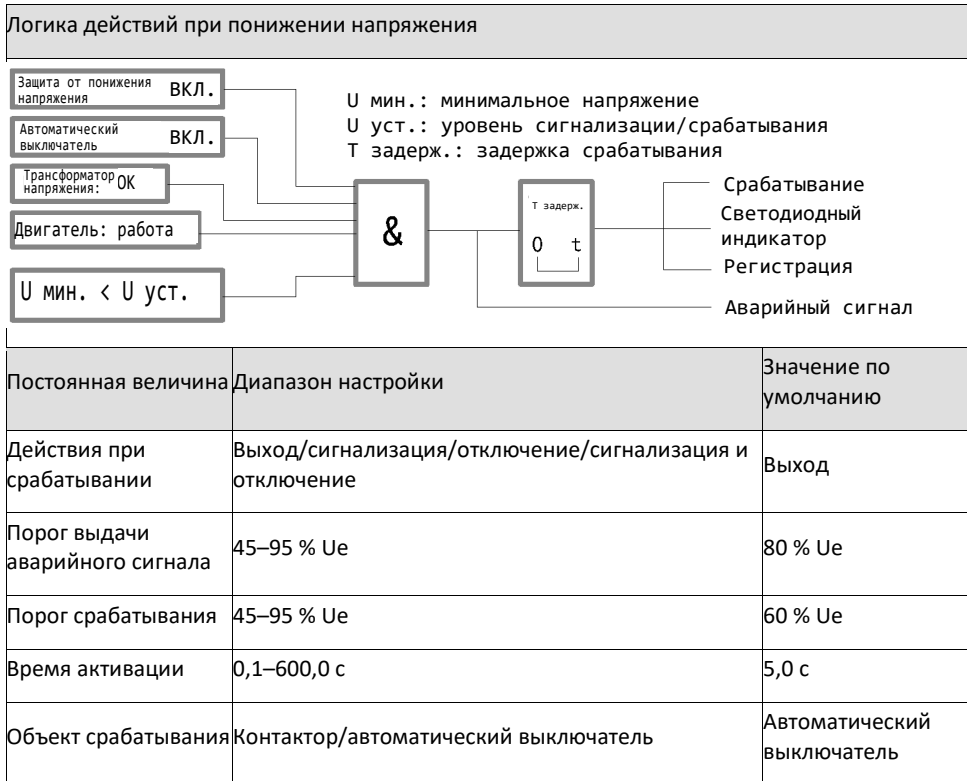 Логика действий при понижении напряжения
Защита от понижения
напряжения
ВКЛ.
Автоматический
выключатель
ВКЛ.
Трансформатор
напряжения:
ОК
Двигатель: работа
U мин. < U уст.
&
U мин.: минимальное напряжение
U уст.: уровень сигнализации/срабатывания
Т задерж.: задержка срабатывания
Т задерж.
0 t
Срабатывание
Светодиодный
индикатор
Регистрация
Аварийный сигнал
Постоянная величина
Диапазон настройки
Значение по
умолчанию
Действия при
срабатывании
Выход/сигнализация/отключение/сигнализация и
отключение
Выход
Порог выдачи
аварийного сигнала
45–95 % Ue
80 % Ue
Порог срабатывания
45–95 % Ue
60 % Ue
Время активации
0,1–600,0 с
5,0 с
Объект срабатывания
Контактор/автоматический выключатель
Автоматический
выключатель